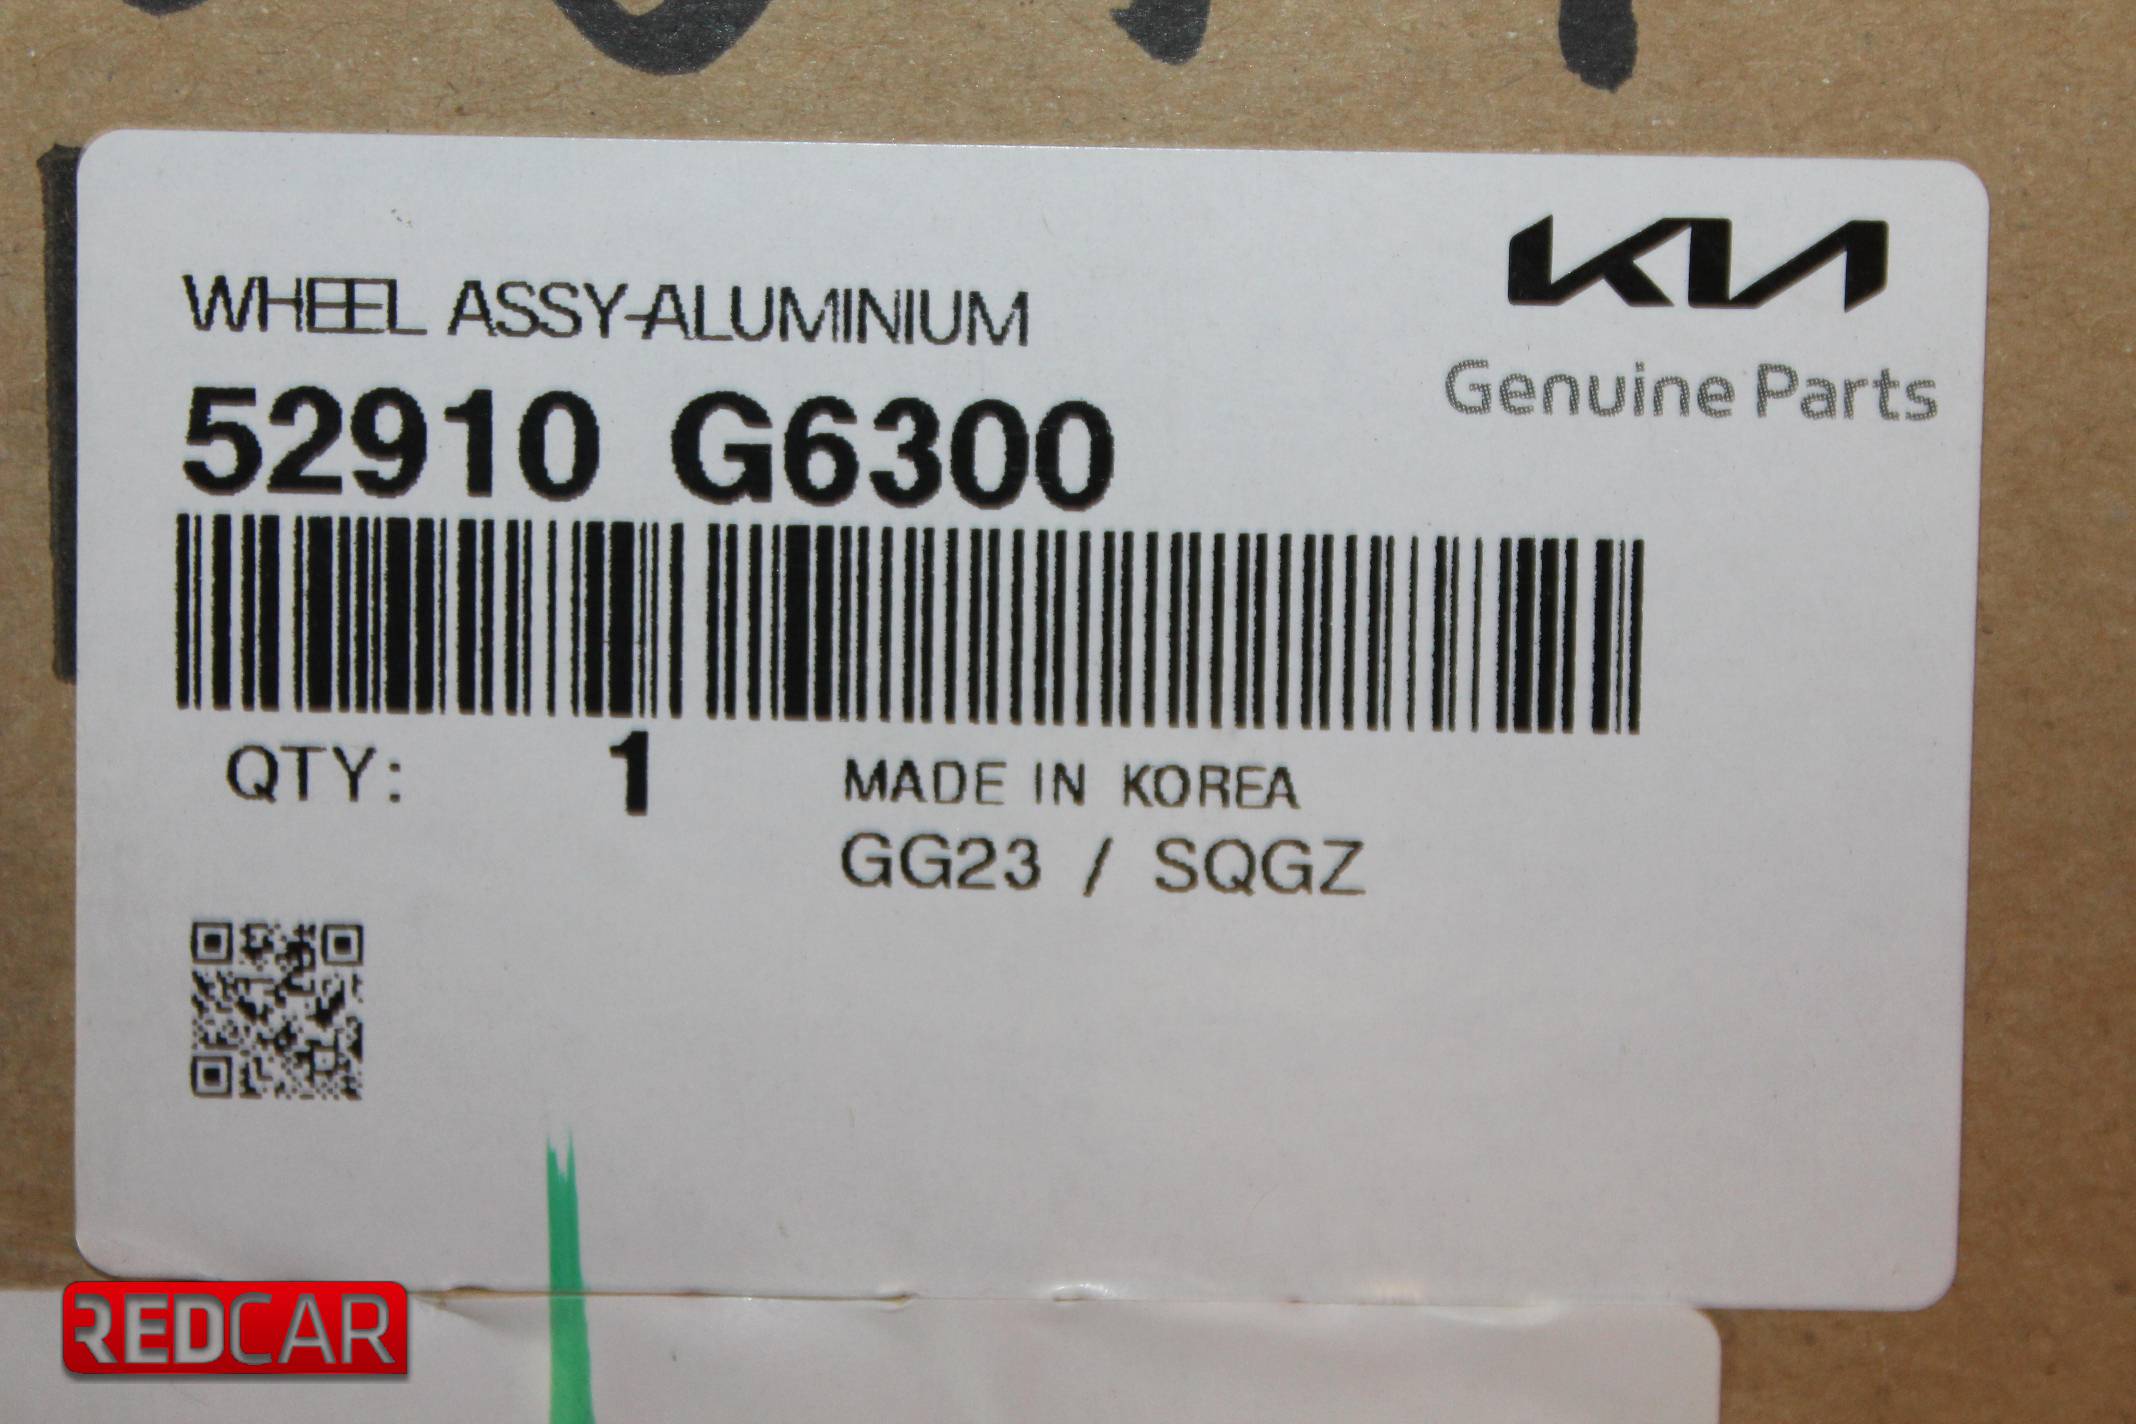 WHEEL ASSY-ALUMINIUM
KIA
Genuine Parts
52910 G6300
QTY: 1 MADE IN KOREA
GG23 / SQGZ
REDCAR